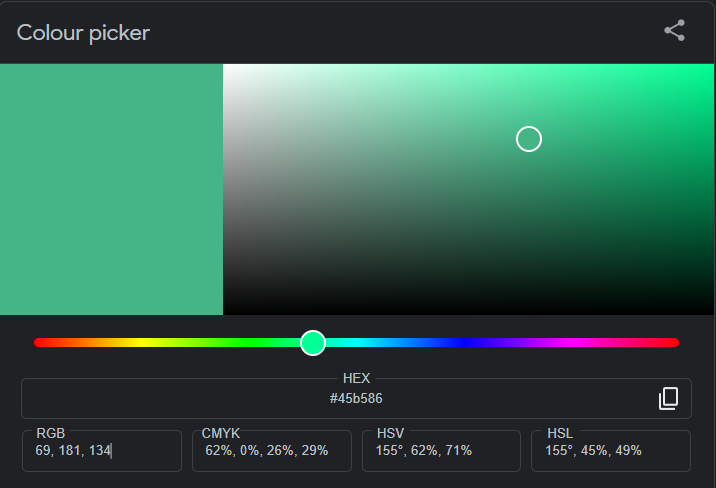 Colour picker
HEX
#45b586
RGB
69, 181, 134
CMYK
62%, 0%, 26%, 29%
HSV
155°, 62%, 71%
HSL
155°, 45%, 49%